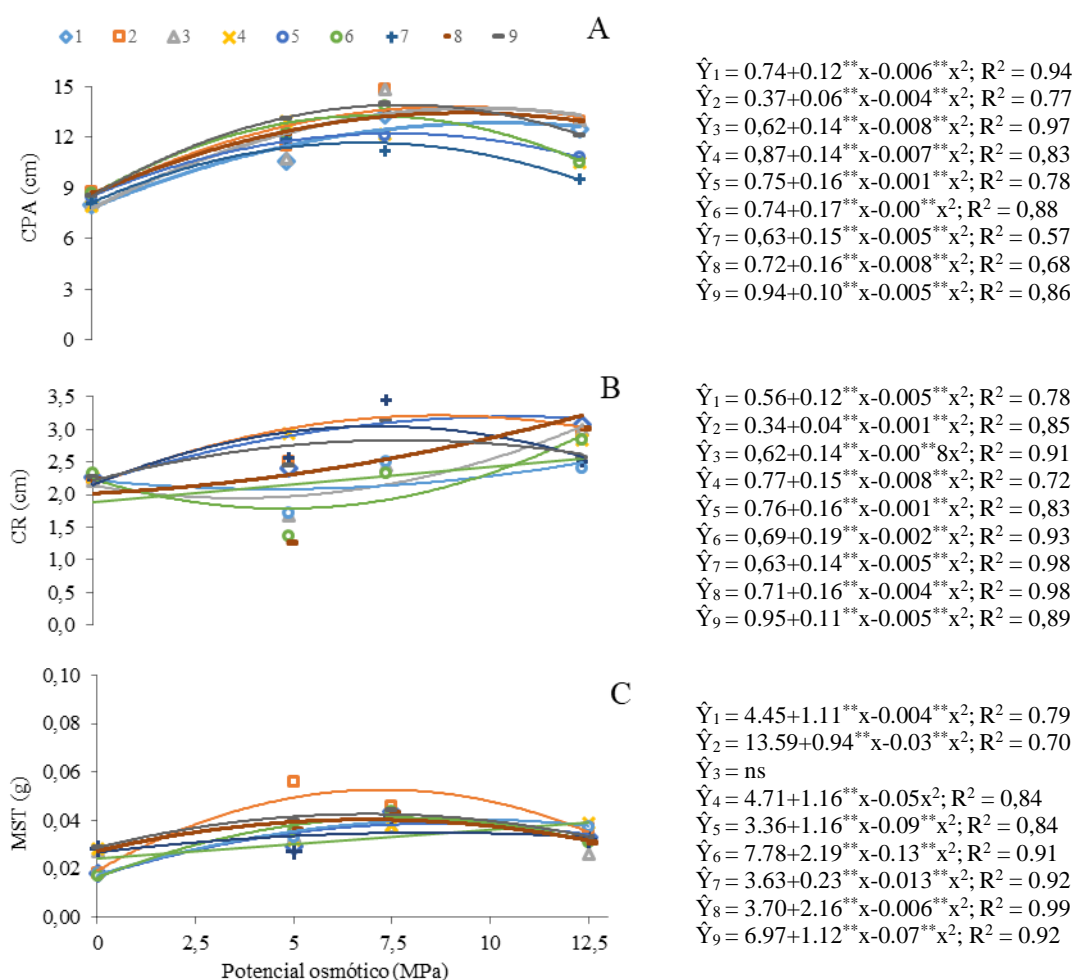 1 2 3 4 5 6 7 8 9
A
CPA (cm)
15
12
9
6
3
0
Ŷ1 = 0.74+0.12**x-0.006**x²; R² = 0.94
Ŷ2 = 0.37+0.06**x-0.004**x²; R² = 0.77
Ŷ3 = 0,62+0.14**x-0.008**x²; R² = 0.97
Ŷ4 = 0,87+0.14**x-0.007**x²; R² = 0,83
Ŷ5 = 0.75+0.16**x-0.001**x²; R² = 0.78
Ŷ6 = 0.74+0.17**x-0.00**x²; R² = 0,88
Ŷ7 = 0,63+0.15**x-0.005**x²; R² = 0.57
Ŷ8 = 0.72+0.16**x-0.008**x²; R² = 0,68
Ŷ9 = 0.94+0.10**x-0.005**x²; R² = 0,86
B
CR (cm)
3,5
3,0
2,5
2,0
1,5
1,0
0,5
0,0
Ŷ1 = 0.56+0.12**x-0.005**x²; R² = 0.78
Ŷ2 = 0.34+0.04**x-0.001**x²; R² = 0,85
Ŷ3 = 0,62+0.14**x-0.00**8x²; R² = 0.91
Ŷ4 = 0.77+0.15**x-0.008**x²; R² = 0,72
Ŷ5 = 0.76+0.16**x-0.001**x²; R² = 0,83
Ŷ6 = 0,69+0.19**x-0.002**x²; R² = 0.93
Ŷ7 = 0,63+0.14**x-0.005**x²; R² = 0.98
Ŷ8 = 0.71+0.16**x-0.004**x²; R² = 0,98
Ŷ9 = 0.95+0.11**x-0.005**x²; R² = 0,89
C
MST (g)
0,10
0,08
0,06
0,04
0,02
0,00
0 2,5 5 7,5 10 12,5
Potencial osmótico (MPa)
Ŷ1 = 4.45+1.11**x-0.004**x²; R² = 0.79
Ŷ2 = 13.59+0.94**x-0.03**x²; R² = 0.70
Ŷ3 = ns
Ŷ4 = 4.71+1.16**x-0.05x²; R² = 0,84
Ŷ5 = 3.36+1.16**x-0.09**x²; R² = 0,84
Ŷ6 = 7.78+2.19**x-0.13**x²; R² = 0.91
Ŷ7 = 3.63+0.23**x-0.013**x²; R² = 0.92
Ŷ8 = 3.70+2.16**x-0.006**x²; R² = 0.99
Ŷ9 = 6.97+1.12**x-0.07**x²; R² = 0.92